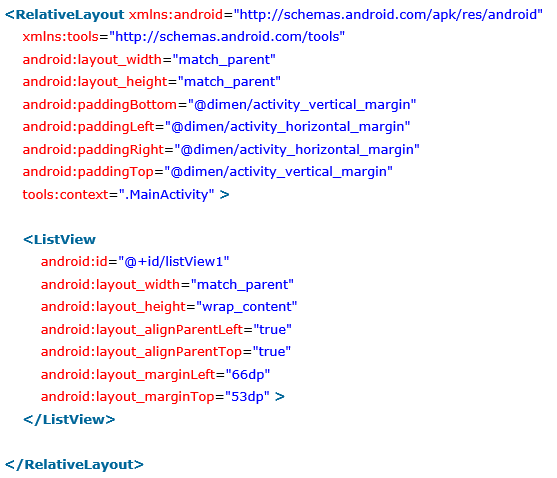 <RelativeLayout xmlns:android="http://schemas.android.com/apk/res/android"
xmlns:tools="http://schemas.android.com/tools"
android:layout_width="match_parent"
android:layout_height="match_parent"
android:paddingBottom="@dimen/activity_vertical_margin"
android:paddingLeft="@dimen/activity_horizontal_margin"
android:paddingRight="@dimen/activity_horizontal_margin"
android:paddingTop="@dimen/activity_vertical_margin"
tools:context=".MainActivity" >
<ListView
android:id="@+id/listView1"
android:layout_width="match_parent"
android:layout_height="wrap_content"
android:layout_alignParentLeft="true"
android:layout_alignParentTop="true"
android:layout_marginLeft="66dp"
android:layout_marginTop="53dp" >
</ListView>
</RelativeLayout>